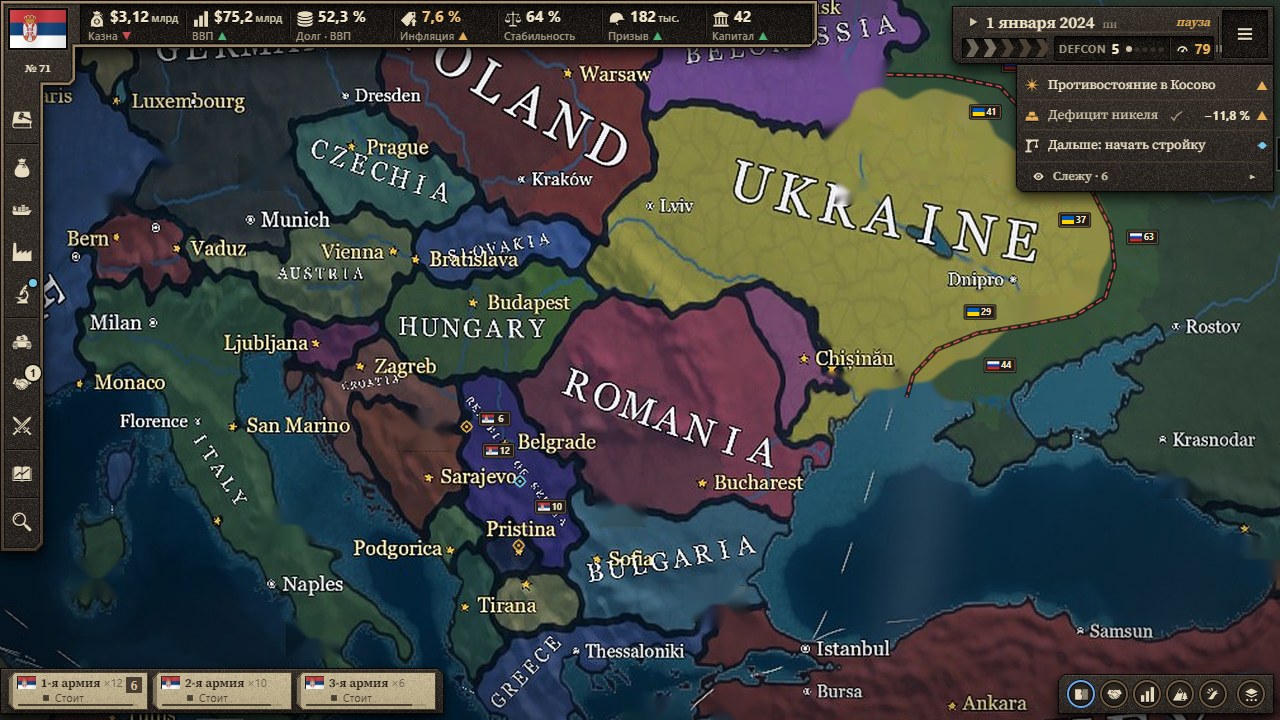 $3,12 млрд
Казна
$75,2 млрд
ВВП
52,3 %
Долг · ВВП
7,6 %
Инфляция
64 %
Стабильность
182 тыс.
Призыв
42
Капитал
№ 71
1 января 2024 пн
пауза
DEFCON 5
79
Противостояние в Косово
Дефицит никеля
−11,8 %
Дальше: начать стройку
Слежу · 6
POLAND
Warsaw
Luxembourg
Dresden
Prague
CZECHIA
Kraków
Lviv
UKRAINE
41
37
63
Munich
Bern
Vaduz
Vienna
AUSTRIA
SLOVAKIA
Bratislava
Dnipro
29
Budapest
HUNGARY
Milan
Ljubljana
Rostov
Chișinău
44
Zagreb
CROATIA
Monaco
ROMANIA
Florence
San Marino
ITALY
6
12
Belgrade
Krasnodar
Sarajevo
Bucharest
10
Pristina
Podgorica
Sofia
BULGARIA
Naples
Tirana
Samsun
Thessaloniki
Istanbul
GREECE
Bursa
Ankara
1
1-я армия ×12
6
Стоит
2-я армия ×10
Стоит
3-я армия ×6
Стоит